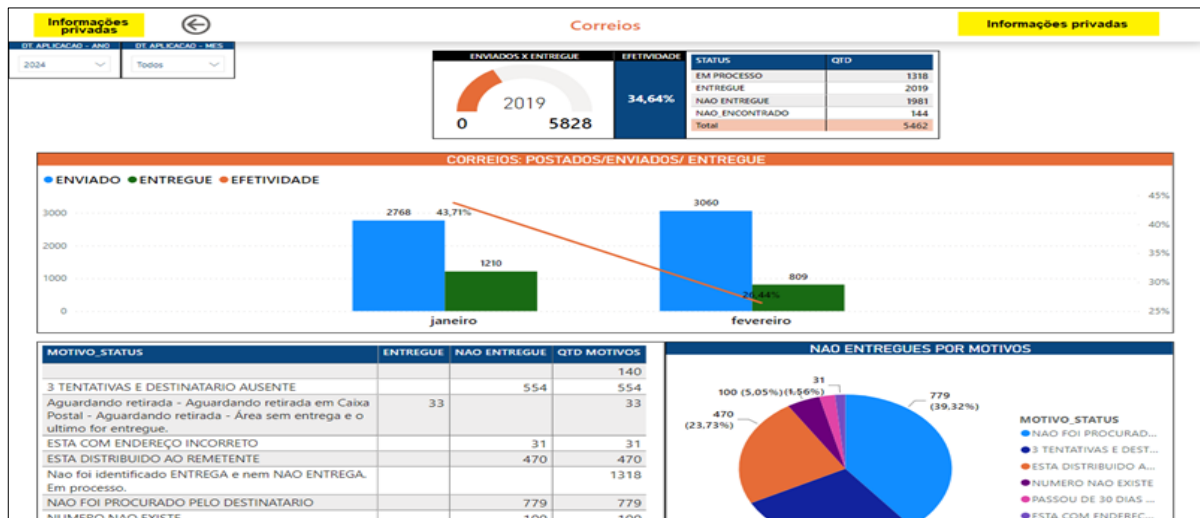 Informações
privadas
Correios
Informações privadas
DT. APLICACAO - ANO
DT. APLICACAO - MES
2024
Todos
ENVIADOS X ENTREGUE
EFETIVIDADE
2019
0
5828
34,64%
STATUS QTD
EM PROCESSO 1318
ENTREGUE 2019
NAO ENTREGUE 1981
NAO_ENCONTRADO 144
Total 5462
CORREIOS: POSTADOS/ENVIADOS/ ENTREGUE
ENVIADO ENTREGUE EFETIVIDADE
3000
2000
1000
0
2768
43,71%
1210
3060
809
26,44%
janeiro
fevereiro
45%
40%
35%
30%
25%
MOTIVO_STATUS ENTREGUE NAO ENTREGUE QTD MOTIVOS
140
3 TENTATIVAS E DESTINATARIO AUSENTE 554 554
Aguardando retirada - Aguardando retirada em Caixa 33 33
Postal - Aguardando retirada - Área sem entrega e o
ultimo for entregue.
ESTA COM ENDEREÇO INCORRETO 31 31
ESTA DISTRIBUIDO AO REMETENTE 470 470
Nao foi identificado ENTREGA e nem NAO ENTREGA. 1318
Em processo.
NAO FOI PROCURADO PELO DESTINATARIO 779 779
NUMERO NAO EXISTE 100 100
NAO ENTREGUES POR MOTIVOS
31
100 (5,05%)
(1,56%)
470
(23,73%)
779
(39,32%)
MOTIVO_STATUS
NAO FOI PROCURAD...
3 TENTATIVAS E DEST...
ESTA DISTRIBUIDO A...
NUMERO NAO EXISTE
PASSOU DE 30 DIAS ...
ESTA COM ENDEREC...